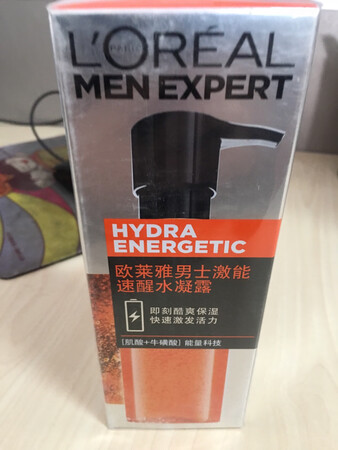 L'ORÉAL
MEN EXPERT
HYDRA
ENERGETIC
欧莱雅男士激能
速醒水凝露
即刻酷爽保湿
快速激发活力
[肌酸+牛磺酸] 能量科技